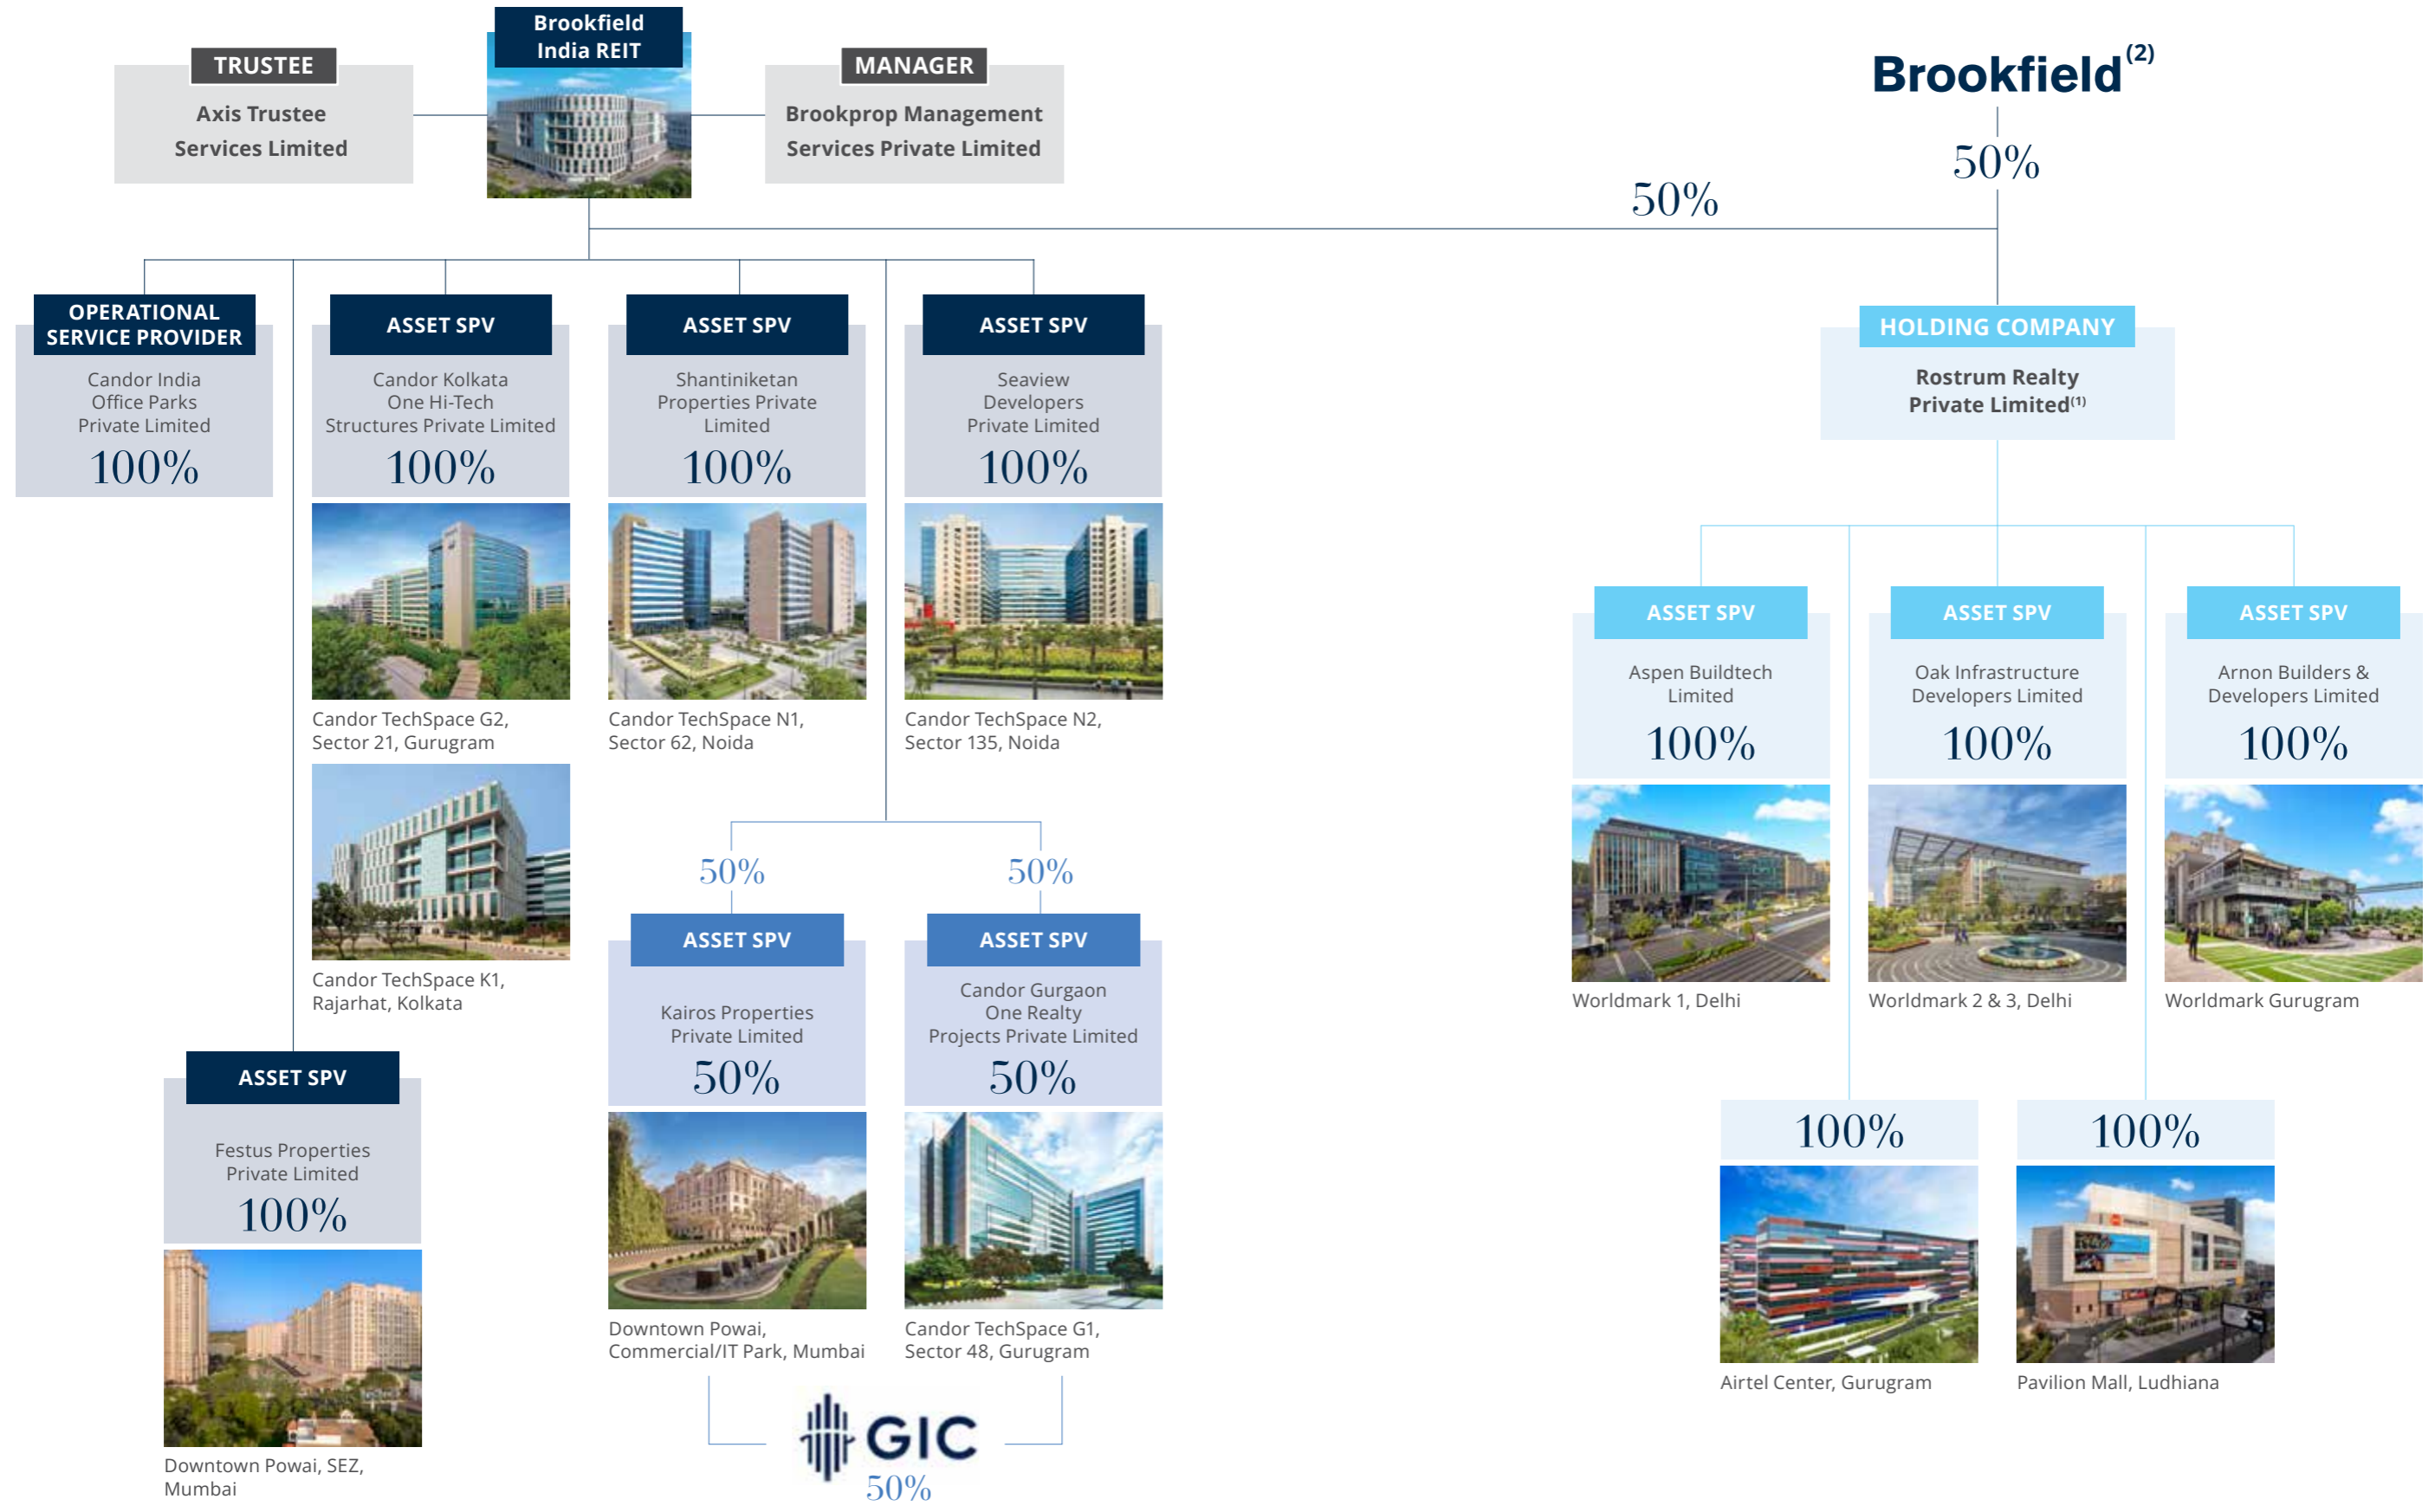 Brookfield
India REIT
TRUSTEE
Axis Trustee
Services Limited
MANAGER
Brookprop Management
Services Private Limited
Brookfield(2)
50%
50%
OPERATIONAL
SERVICE PROVIDER
Candor India
Office Parks
Private Limited
100%
ASSET SPV
Candor Kolkata
One Hi-Tech
Structures Private Limited
100%
Candor TechSpace G2,
Sector 21, Gurugram
Candor TechSpace K1,
Rajarhat, Kolkata
ASSET SPV
Shantiniketan
Properties Private
Limited
100%
Candor TechSpace N1,
Sector 62, Noida
ASSET SPV
Seaview
Developers
Private Limited
100%
Candor TechSpace N2,
Sector 135, Noida
ASSET SPV
Festus Properties
Private Limited
100%
Downtown Powai, SEZ,
Mumbai
50%
ASSET SPV
Kairos Properties
Private Limited
50%
Downtown Powai,
Commercial/IT Park, Mumbai
50%
ASSET SPV
Candor Gurgaon
One Realty
Projects Private Limited
50%
Candor TechSpace G1,
Sector 48, Gurugram
GIC
50%
HOLDING COMPANY
Rostrum Realty
Private Limited(1)
ASSET SPV
Aspen Buildtech
Limited
100%
Worldmark 1, Delhi
ASSET SPV
Oak Infrastructure
Developers Limited
100%
Worldmark 2 & 3, Delhi
ASSET SPV
Arnon Builders &
Developers Limited
100%
Worldmark Gurugram
100%
Airtel Center, Gurugram
100%
Pavilion Mall, Ludhiana